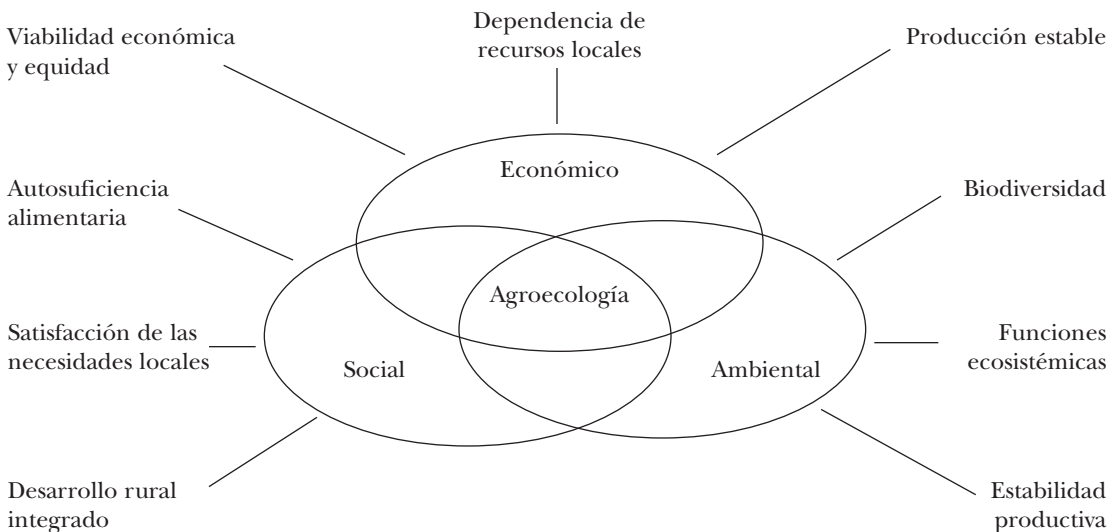 Viabilidad económica
y equidad
Dependencia de
recursos locales
Producción estable
Económico
Autosuficiencia
alimentaria
Biodiversidad
Agroecología
Satisfacción de las
necesidades locales
Social
Ambiental
Funciones
ecosistémicas
Desarrollo rural
integrado
Estabilidad
productiva